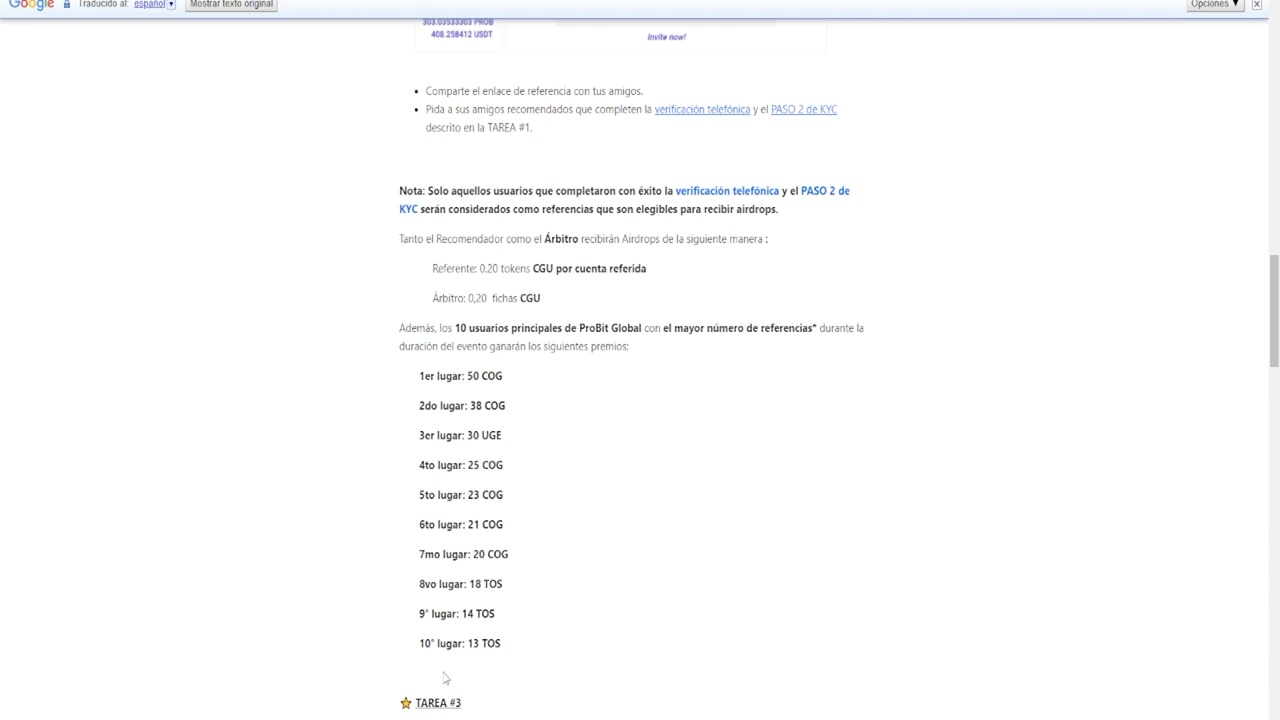 Google Traducido al: español Mostrar texto original Opciones
303.03533303 PROB
408.258412 USDT
Invite now!
Comparte el enlace de referencia con tus amigos.
Pida a sus amigos recomendados que completen la verificación telefónica y el PASO 2 de KYC
descrito en la TAREA #1.
Nota: Solo aquellos usuarios que completaron con éxito la verificación telefónica y el PASO 2 de
KYC serán considerados como referencias que son elegibles para recibir airdrops.
Tanto el Recomendador como el Árbitro recibirán Airdrops de la siguiente manera :
Referente: 0.20 tokens CGU por cuenta referida
Árbitro: 0,20 fichas CGU
Además, los 10 usuarios principales de ProBit Global con el mayor número de referencias* durante la
duración del evento ganarán los siguientes premios:
1er lugar: 50 COG
2do lugar: 38 COG
3er lugar: 30 UGE
4to lugar: 25 COG
5to lugar: 23 COG
6to lugar: 21 COG
7mo lugar: 20 COG
8vo lugar: 18 TOS
9° lugar: 14 TOS
10° lugar: 13 TOS
TAREA #3